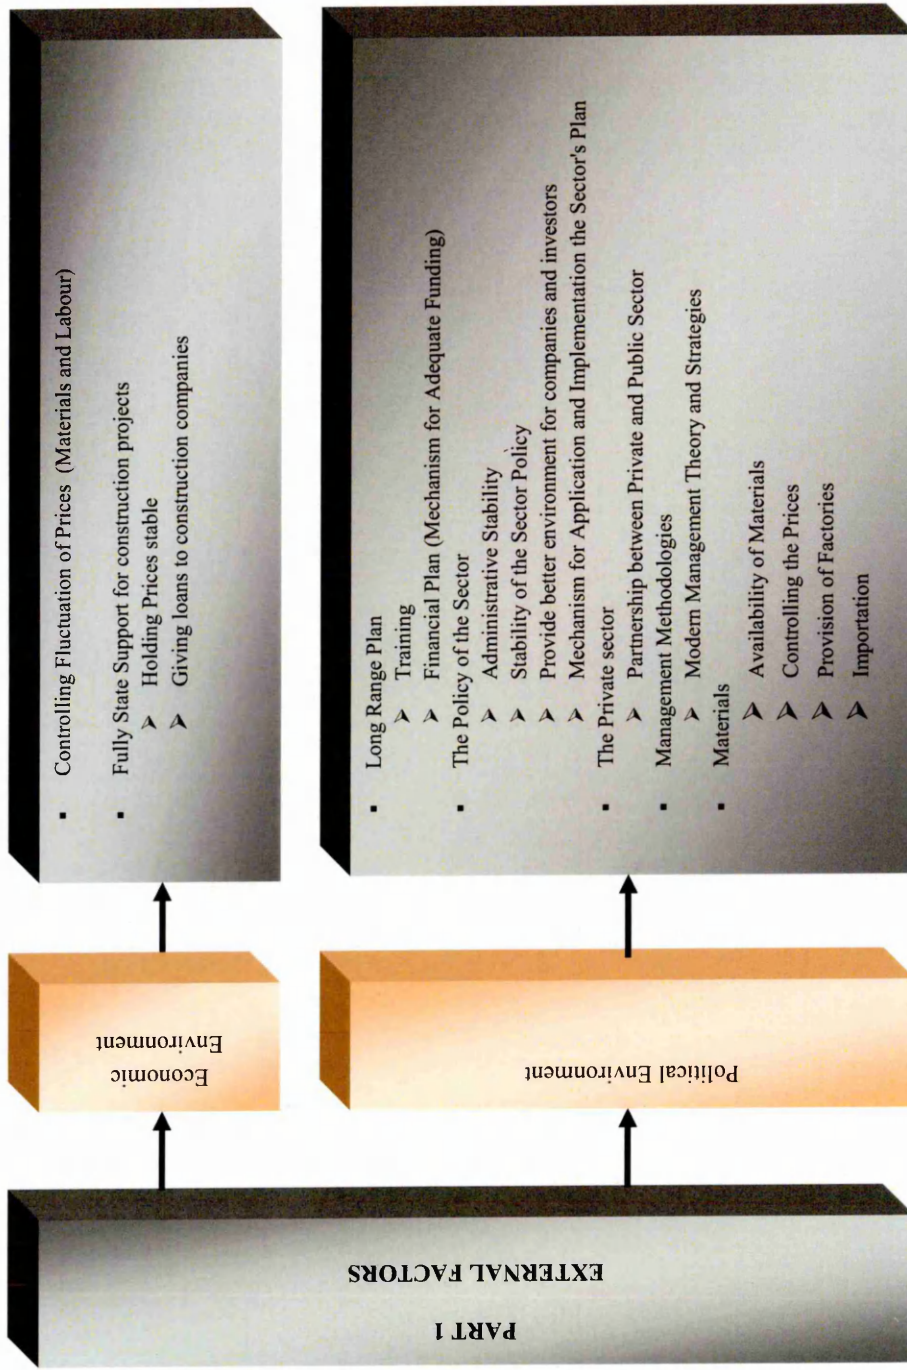 PART 1
EXTERNAL FACTORS
Economic
Environment
▪ Controlling Fluctuation of Prices (Materials and Labour)
▪ Fully State Support for construction projects
➢ Holding Prices stable
➢ Giving loans to construction companies
Political Environment
▪ Long Range Plan
➢ Training
➢ Financial Plan (Mechanism for Adequate Funding)
▪ The Policy of the Sector
➢ Administrative Stability
➢ Stability of the Sector Policy
➢ Provide better environment for companies and investors
➢ Mechanism for Application and Implementation the Sector's Plan
▪ The Private sector
➢ Partnership between Private and Public Sector
▪ Management Methodologies
➢ Modern Management Theory and Strategies
▪ Materials
➢ Availability of Materials
➢ Controlling the Prices
➢ Provision of Factories
➢ Importation